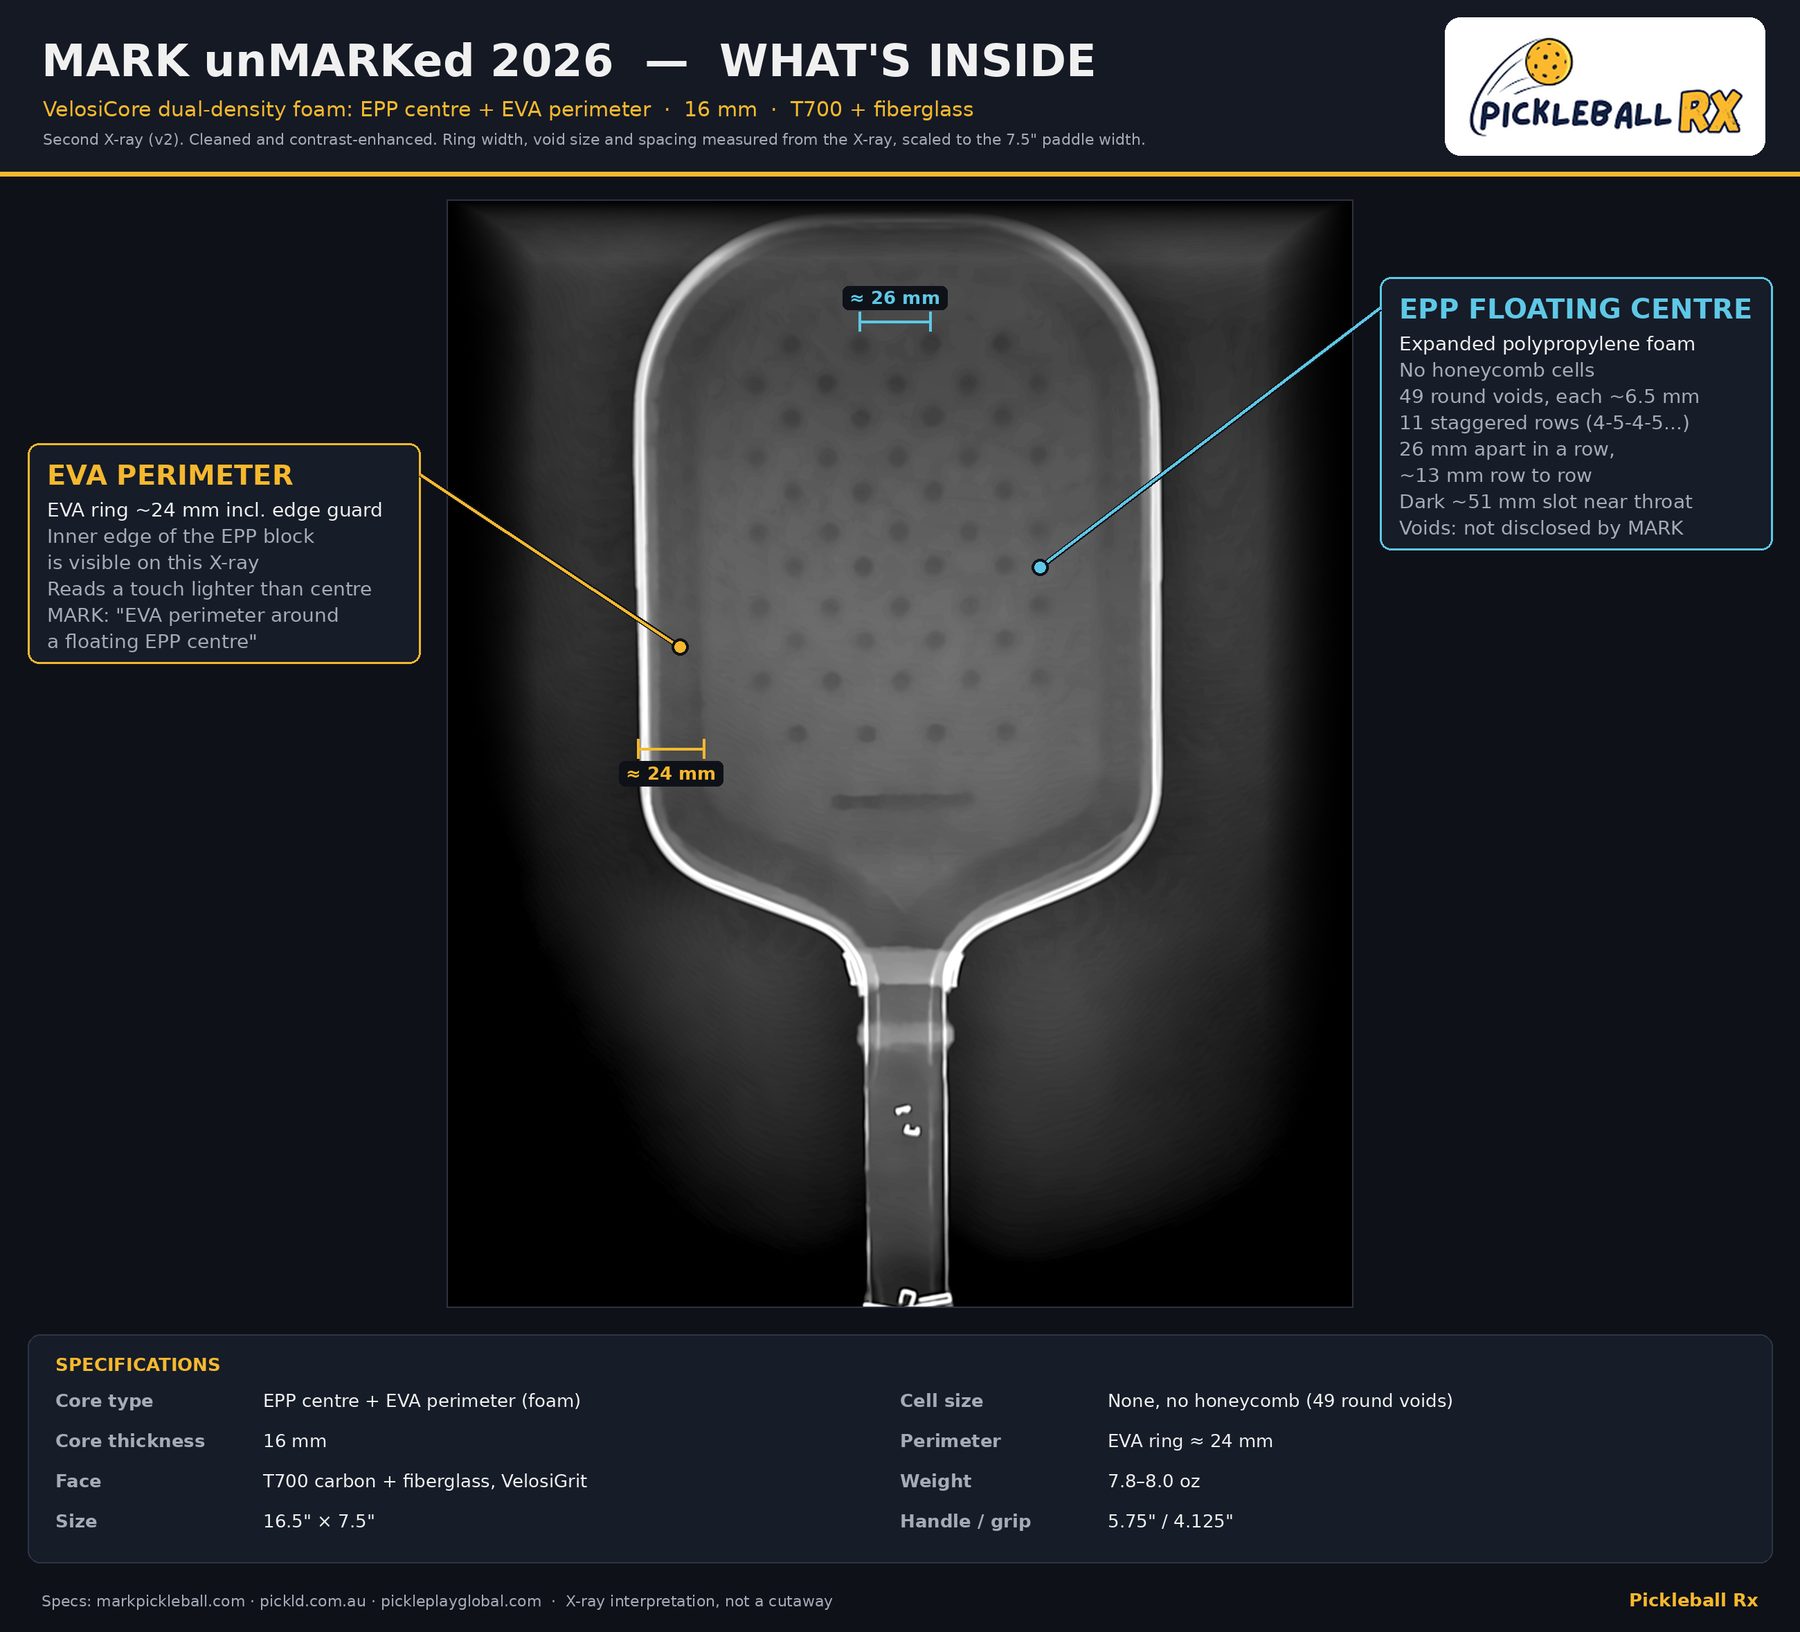 MARK unMARKed 2026 — WHAT'S INSIDE
VelosiCore dual-density foam: EPP centre + EVA perimeter · 16 mm · T700 + fiberglass
Second X-ray (v2). Cleaned and contrast-enhanced. Ring width, void size and spacing measured from the X-ray, scaled to the 7.5" paddle width.
PICKLEBALL RX
≈ 26 mm
EPP FLOATING CENTRE
Expanded polypropylene foam
No honeycomb cells
49 round voids, each ~6.5 mm
11 staggered rows (4-5-4-5...)
26 mm apart in a row,
~13 mm row to row
Dark ~51 mm slot near throat
Voids: not disclosed by MARK
EVA PERIMETER
EVA ring ~24 mm incl. edge guard
Inner edge of the EPP block
is visible on this X-ray
Reads a touch lighter than centre
MARK: "EVA perimeter around
a floating EPP centre"
≈ 24 mm
SPECIFICATIONS
Core type EPP centre + EVA perimeter (foam)
Core thickness 16 mm
Face T700 carbon + fiberglass, VelosiGrit
Size 16.5" × 7.5"
Cell size None, no honeycomb (49 round voids)
Perimeter EVA ring ≈ 24 mm
Weight 7.8–8.0 oz
Handle / grip 5.75" / 4.125"
Specs: markpickleball.com · pickld.com.au · pickleplayglobal.com · X-ray interpretation, not a cutaway
Pickleball Rx